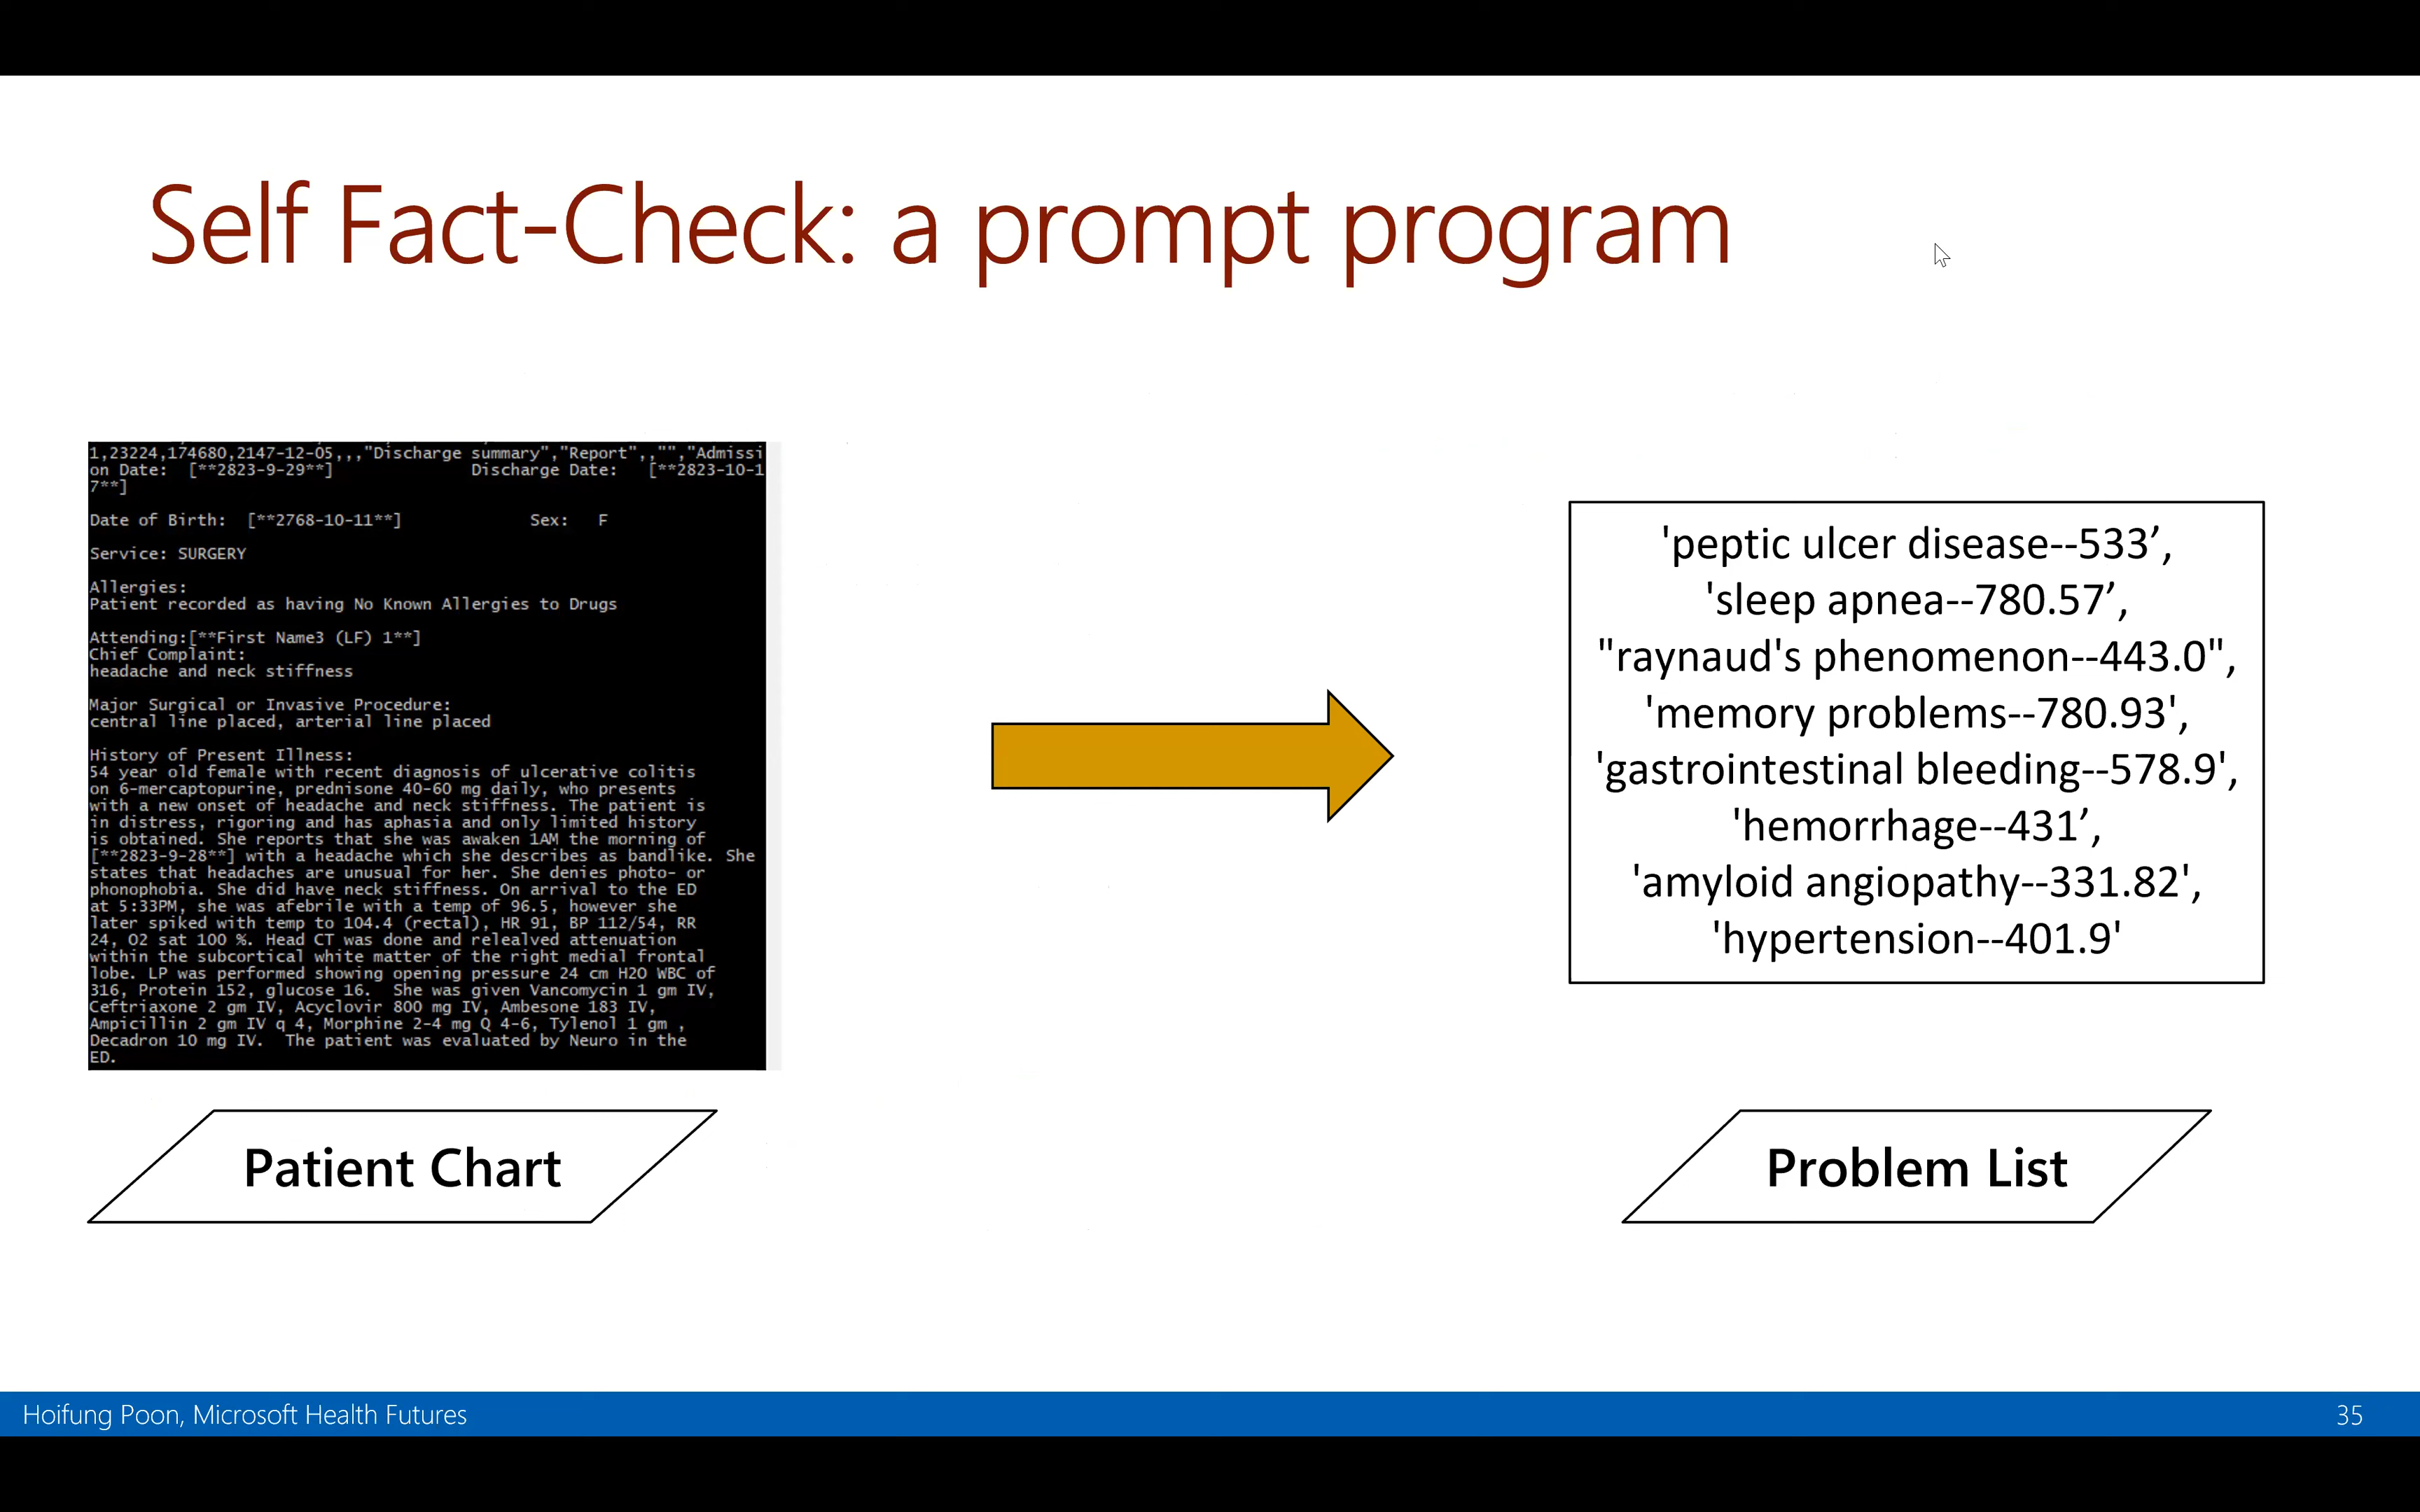 Self Fact-Check: a prompt program
1,23224,174680,2147-12-05,,,"Discharge summary","Report",,"","Admissi
on Date:  [**2823-9-29**]                Discharge Date:   [**2823-10-1
7**]
Date of Birth:  [**2768-10-11**]               Sex:   F
Service: SURGERY
Allergies:
Patient recorded as having No Known Allergies to Drugs
Attending:[**First Name3 (LF) 1**]
Chief Complaint:
headache and neck stiffness
Major Surgical or Invasive Procedure:
central line placed, arterial line placed
History of Present Illness:
54 year old female with recent diagnosis of ulcerative colitis
on 6-mercaptopurine, prednisone 40-60 mg daily, who presents
with a new onset of headache and neck stiffness. The patient is
in distress, rigoring and has aphasia and only limited history
is obtained. She reports that she was awaken 1AM the morning of
[**2823-9-28**] with a headache which she describes as bandlike. She
states that headaches are unusual for her. She denies photo- or
phonophobia. She did have neck stiffness. On arrival to the ED
at 5:33PM, she was afebrile with a temp of 96.5, however she
later spiked with temp to 104.4 (rectal), HR 91, BP 112/54, RR
24, O2 sat 100 %. Head CT was done and relealved attenuation
within the subcortical white matter of the right medial frontal
lobe. LP was performed showing opening pressure 24 cm H2O WBC of
316, Protein 152, glucose 16.  She was given Vancomycin 1 gm IV,
Ceftriaxone 2 gm IV, Acyclovir 800 mg IV, Ambesone 183 IV,
Ampicillin 2 gm IV q 4, Morphine 2-4 mg Q 4-6, Tylenol 1 gm ,
Decadron 10 mg IV.  The patient was evaluated by Neuro in the
ED.
Patient Chart
'peptic ulcer disease--533’,
'sleep apnea--780.57’,
"raynaud's phenomenon--443.0",
'memory problems--780.93',
'gastrointestinal bleeding--578.9',
'hemorrhage--431’,
'amyloid angiopathy--331.82',
'hypertension--401.9'
Problem List
Hoifung Poon, Microsoft Health Futures
35